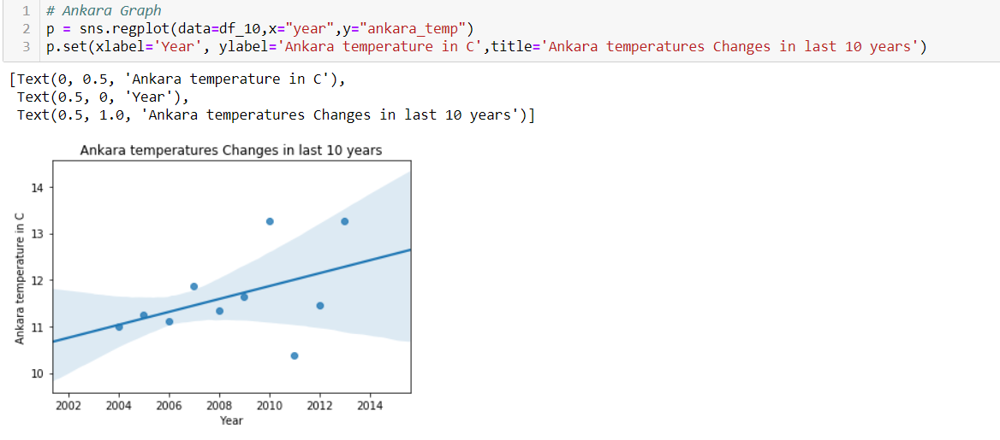 1 # Ankara Graph
2 p = sns.regplot(data=df_10,x="year",y="ankara_temp")
3 p.set(xlabel='Year', ylabel='Ankara temperature in C',title='Ankara temperatures Changes in last 10 years')
[Text(0, 0.5, 'Ankara temperature in C'),
 Text(0.5, 0, 'Year'),
 Text(0.5, 1.0, 'Ankara temperatures Changes in last 10 years')]
Ankara temperatures Changes in last 10 years
Ankara temperature in C
14
13
12
11
10
2002 2004 2006 2008 2010 2012 2014
Year